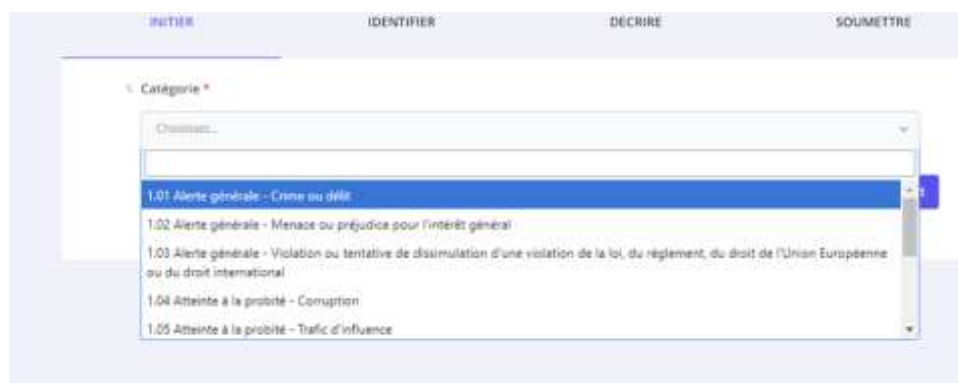 INITIER IDENTIFIER DECRIRE SOUMETTRE
Catégorie *
Choisissez...
1.01 Alerte générale - Crime ou délit
1.02 Alerte générale - Menace ou préjudice pour l'intérêt général
1.03 Alerte générale - Violation ou tentative de dissimulation d'une violation de la loi, du règlement, du droit de l'Union Européenne
ou du droit international
1.04 Atteinte à la probité - Corruption
1.05 Atteinte à la probité - Trafic d'influence